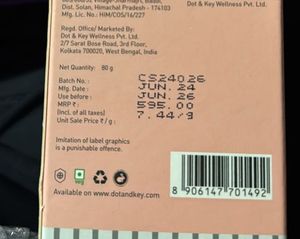 Dist. Solan, Himachal Pradesh - 174103
Mfg. Lic. No.: HIM/COS/16/227
Dot & Key Wellness Pvt. Ltd.
Regd. Office/ Marketed By:
Dot & Key Wellness Pvt. Ltd.
2/7 Sarat Bose Road, 3rd Floor,
Kolkata 700020, West Bengal, India
Net Quantity: 80 g
Batch No. : CS24026
Mfg. Date : JUN. 24
Use before : JUN. 26
MRP ₹ : 595.00
(Incl. of all taxes)
Unit Sale Price ₹ / g : 7.44/g
Imitation of label graphics
is a punishable offence.
Available on www.dotandkey.com
8 906147 701492